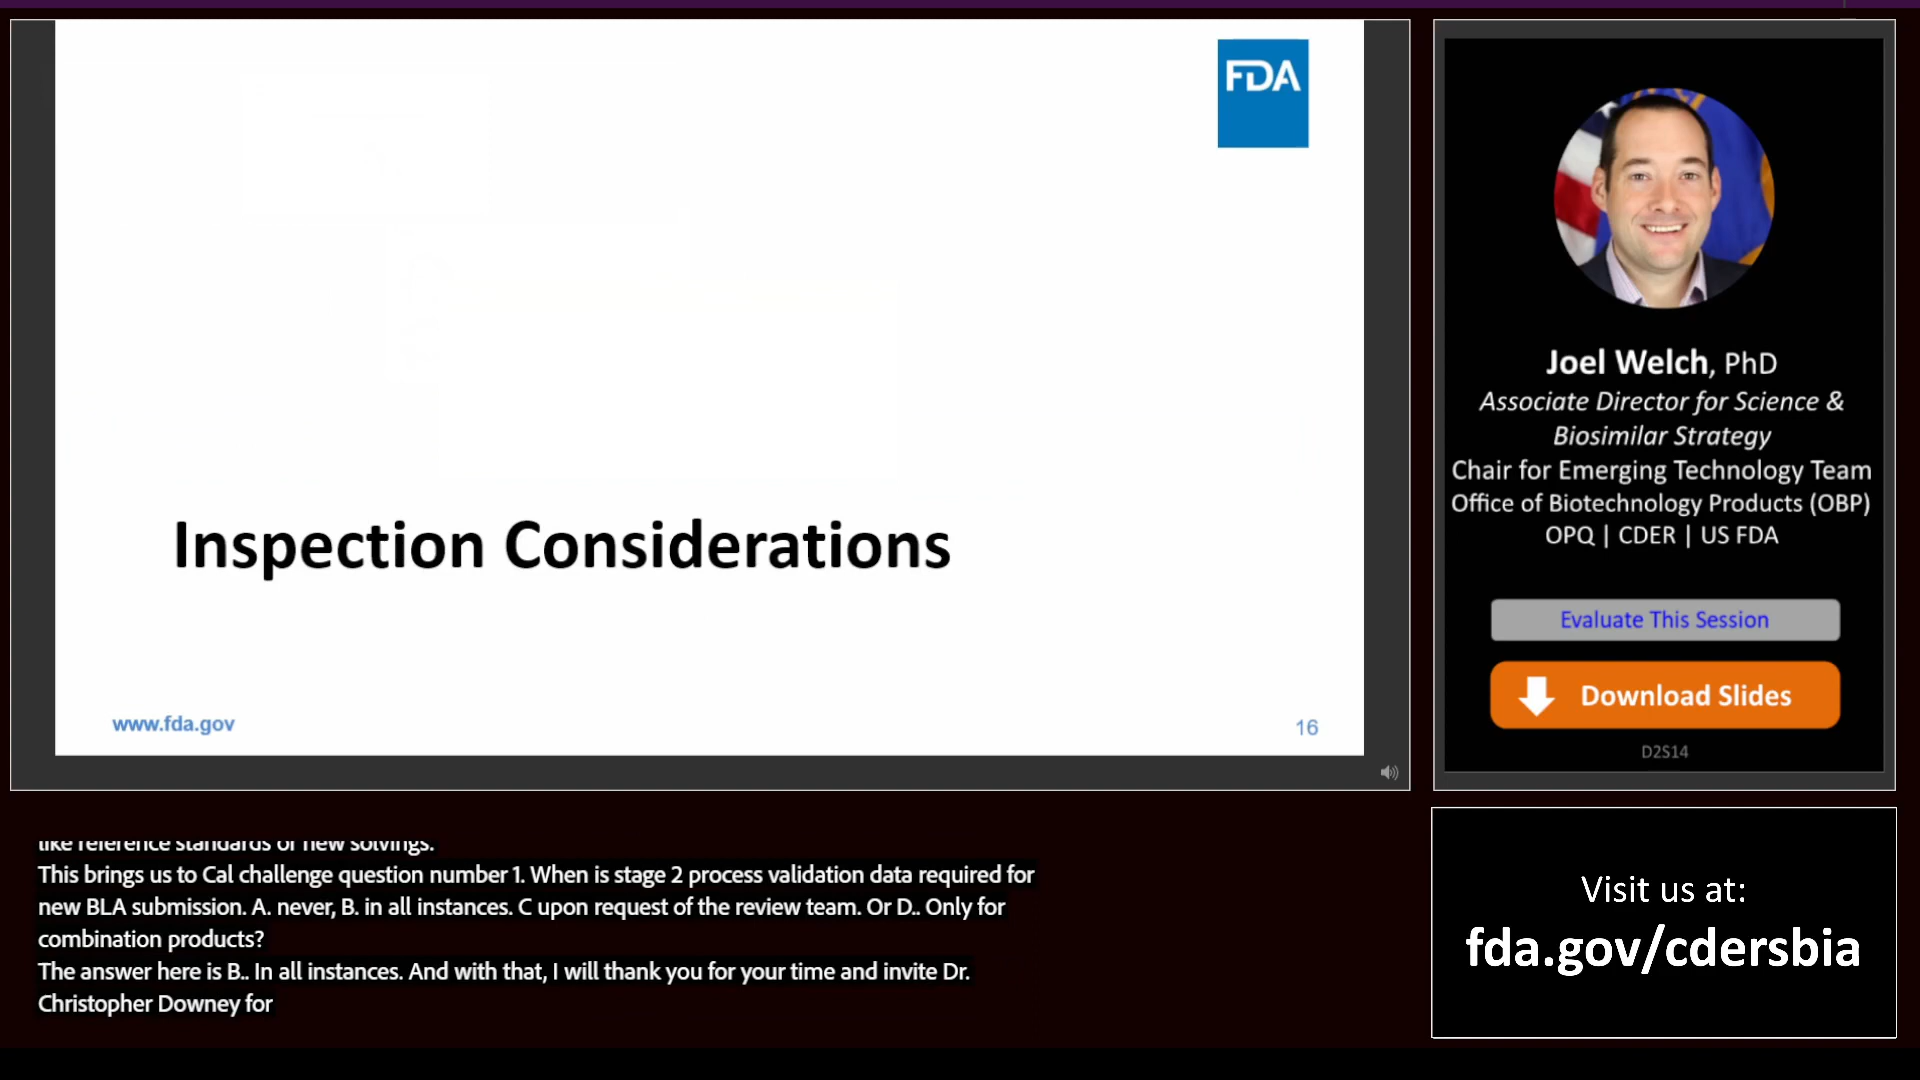 FDA
Inspection Considerations
www.fda.gov
16
Joel Welch, PhD
Associate Director for Science &
Biosimilar Strategy
Chair for Emerging Technology Team
Office of Biotechnology Products (OBP)
OPQ | CDER | US FDA
Evaluate This Session
Download Slides
D2S14
like reference standards or new solvings.
This brings us to Cal challenge question number 1. When is stage 2 process validation data required for
new BLA submission. A. never, B. in all instances. C upon request of the review team. Or D.. Only for
combination products?
The answer here is B.. In all instances. And with that, I will thank you for your time and invite Dr.
Christopher Downey for
Visit us at:
fda.gov/cdersbia